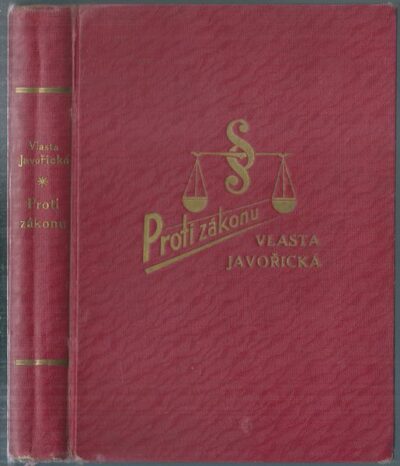 Vlasta
Javořická
*
Proti
zákonu
§
Proti zákonu
VLASTA
JAVOŘICKÁ